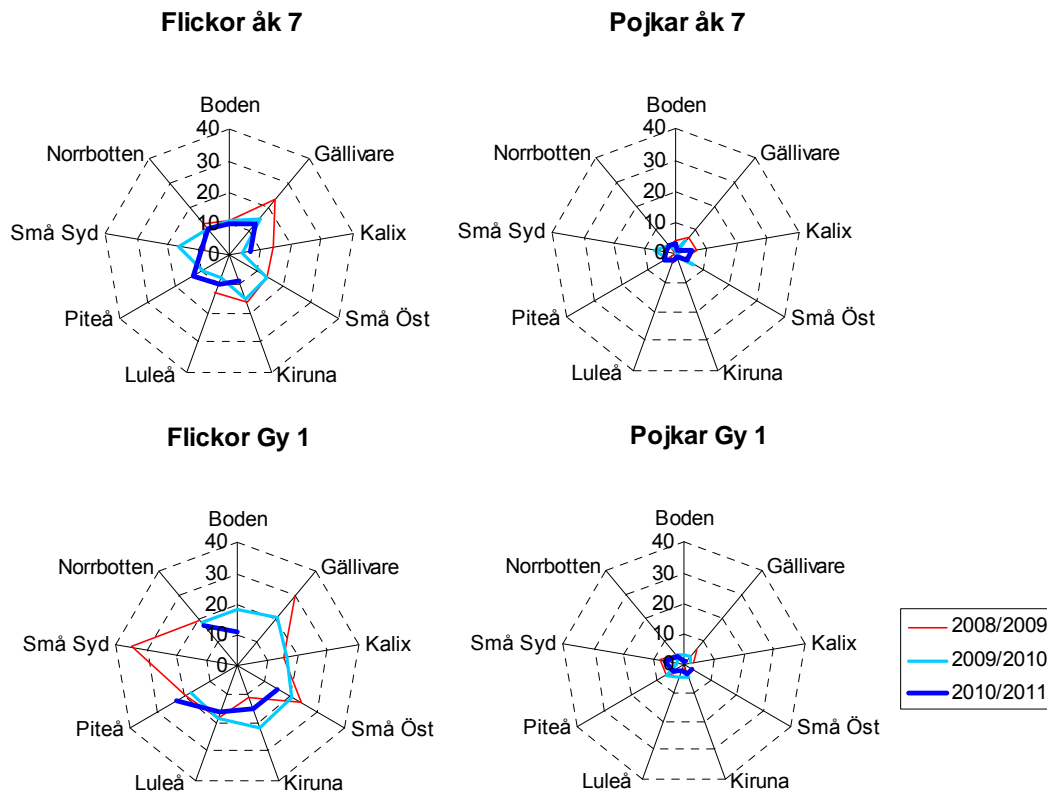 Flickor åk 7
Pojkar åk 7
Boden
40
30
20
10
0
Gällivare
Kalix
Små Öst
Kiruna
Luleå
Piteå
Små Syd
Norrbotten
Boden
40
30
20
10
0
Gällivare
Kalix
Små Öst
Kiruna
Luleå
Piteå
Små Syd
Norrbotten
Flickor Gy 1
Pojkar Gy 1
Boden
40
30
20
10
0
Gällivare
Kalix
Små Öst
Kiruna
Luleå
Piteå
Små Syd
Norrbotten
Boden
40
30
20
10
0
Gällivare
Kalix
Små Öst
Kiruna
Luleå
Piteå
Små Syd
Norrbotten
2008/2009
2009/2010
2010/2011